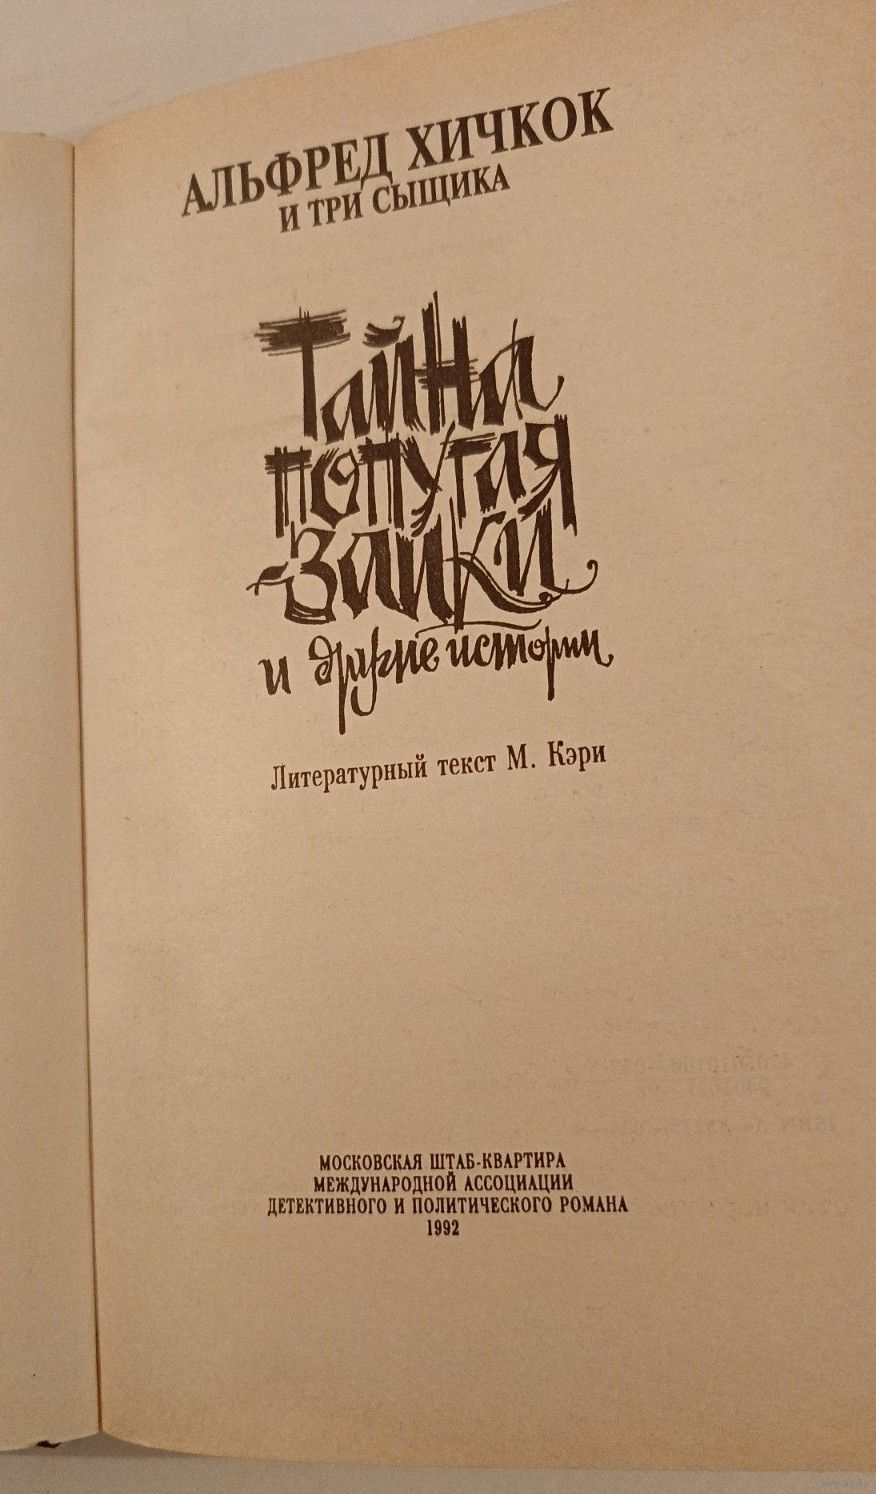 АЛЬФРЕД ХИЧКОК
И ТРИ СЫЩИКА
Тайна
попугая
-заики
и другие истории
Литературный текст М. Кэри
МОСКОВСКАЯ ШТАБ-КВАРТИРА
МЕЖДУНАРОДНОЙ АССОЦИАЦИИ
ДЕТЕКТИВНОГО И ПОЛИТИЧЕСКОГО РОМАНА
1992